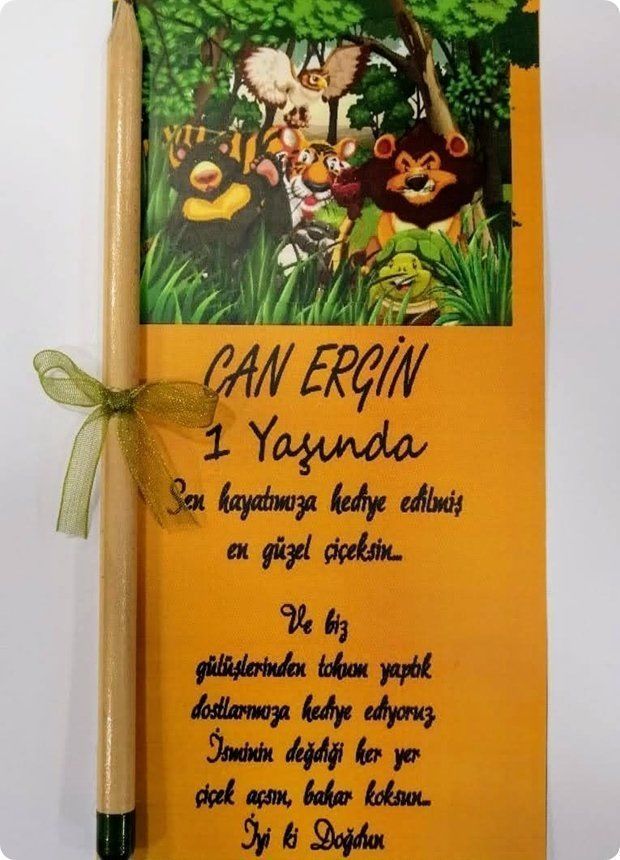 CAN ERGİN
1 Yaşında
Sen hayatımıza hediye edilmiş
en güzel çiçeksin...
Ve biz
gülüşlerinden tohum yaptık
dostlarımıza hediye ediyoruz
İsminin değdiği her yer
çiçek açsın, bahar koksun...
İyi ki Doğdun